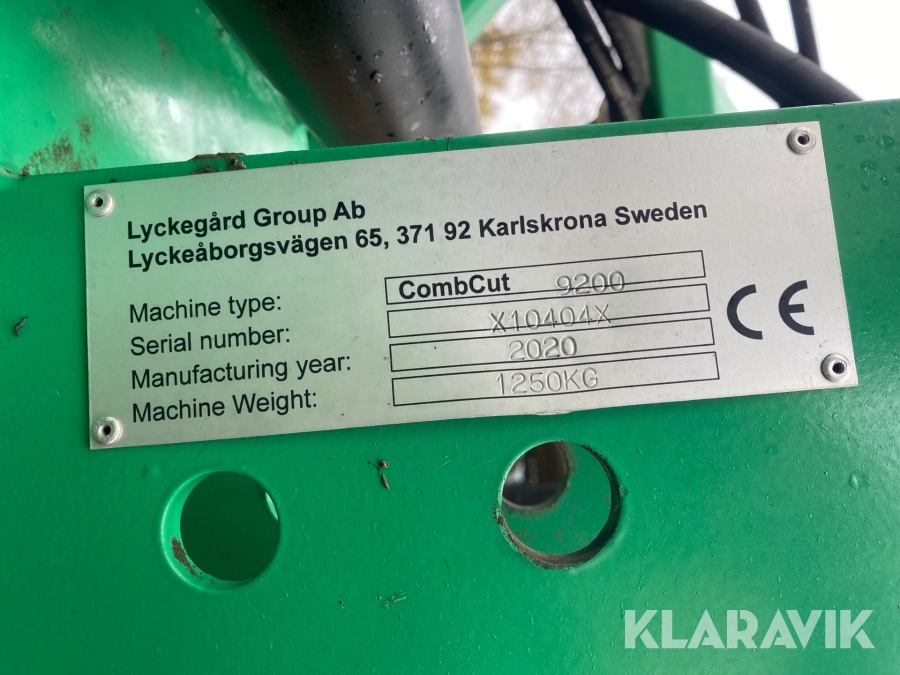 Lyckegård Group Ab
Lyckeåborgsvägen 65, 371 92 Karlskrona Sweden
Machine type: CombCut 9200
Serial number: X10404X
Manufacturing year: 2020
Machine Weight: 1250KG
CE
KLARAVIK